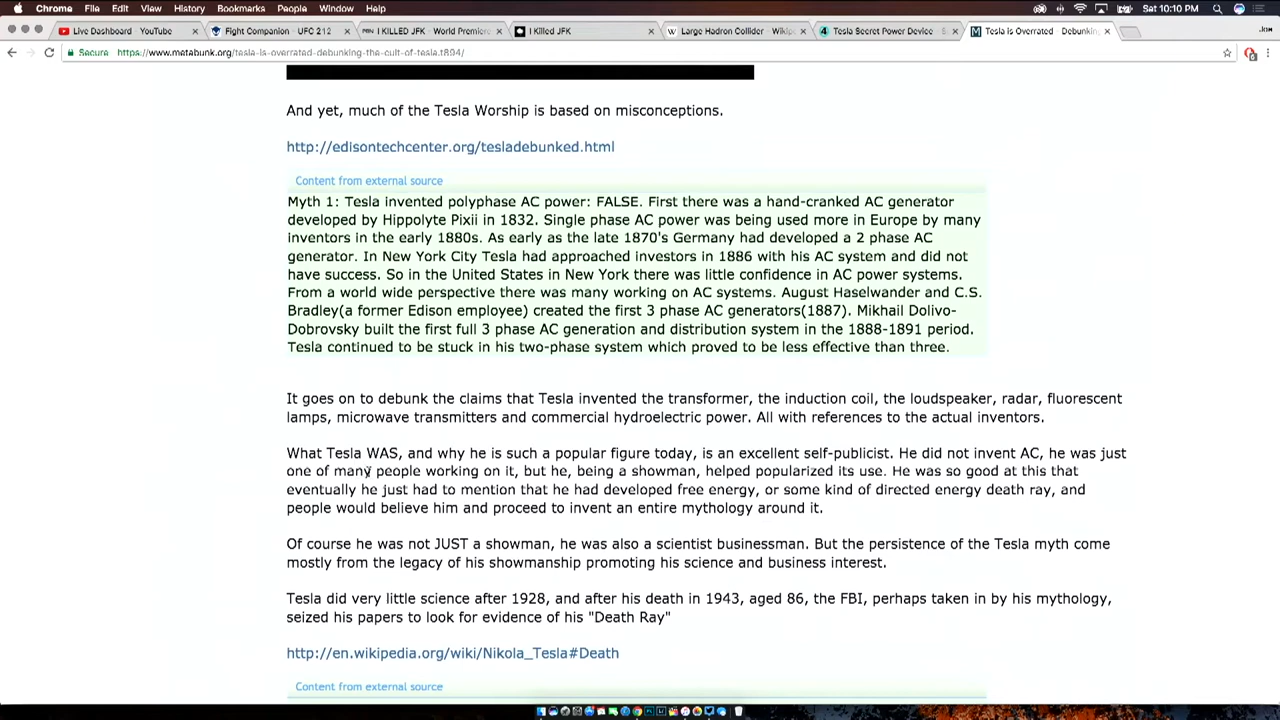 Chrome File Edit View History Bookmarks People Window Help Sat 10:10 PM
Live Dashboard - YouTube Fight Companion - UFC 212 I KILLED JFK - World Premiere I Killed JFK Large Hadron Collider - Wikip Tesla Secret Power Device Tesla is Overrated - Debunking
Secure https://www.metabunk.org/tesla-is-overrated-debunking-the-cult-of-tesla.t894/
And yet, much of the Tesla Worship is based on misconceptions.
http://edisontechcenter.org/tesladebunked.html
Content from external source
Myth 1: Tesla invented polyphase AC power: FALSE. First there was a hand-cranked AC generator
developed by Hippolyte Pixii in 1832. Single phase AC power was being used more in Europe by many
inventors in the early 1880s. As early as the late 1870's Germany had developed a 2 phase AC
generator. In New York City Tesla had approached investors in 1886 with his AC system and did not
have success. So in the United States in New York there was little confidence in AC power systems.
From a world wide perspective there was many working on AC systems. August Haselwander and C.S.
Bradley(a former Edison employee) created the first 3 phase AC generators(1887). Mikhail Dolivo-
Dobrovsky built the first full 3 phase AC generation and distribution system in the 1888-1891 period.
Tesla continued to be stuck in his two-phase system which proved to be less effective than three.
It goes on to debunk the claims that Tesla invented the transformer, the induction coil, the loudspeaker, radar, fluorescent
lamps, microwave transmitters and commercial hydroelectric power. All with references to the actual inventors.
What Tesla WAS, and why he is such a popular figure today, is an excellent self-publicist. He did not invent AC, he was just
one of many people working on it, but he, being a showman, helped popularized its use. He was so good at this that
eventually he just had to mention that he had developed free energy, or some kind of directed energy death ray, and
people would believe him and proceed to invent an entire mythology around it.
Of course he was not JUST a showman, he was also a scientist businessman. But the persistence of the Tesla myth come
mostly from the legacy of his showmanship promoting his science and business interest.
Tesla did very little science after 1928, and after his death in 1943, aged 86, the FBI, perhaps taken in by his mythology,
seized his papers to look for evidence of his "Death Ray"
http://en.wikipedia.org/wiki/Nikola_Tesla#Death
Content from external source